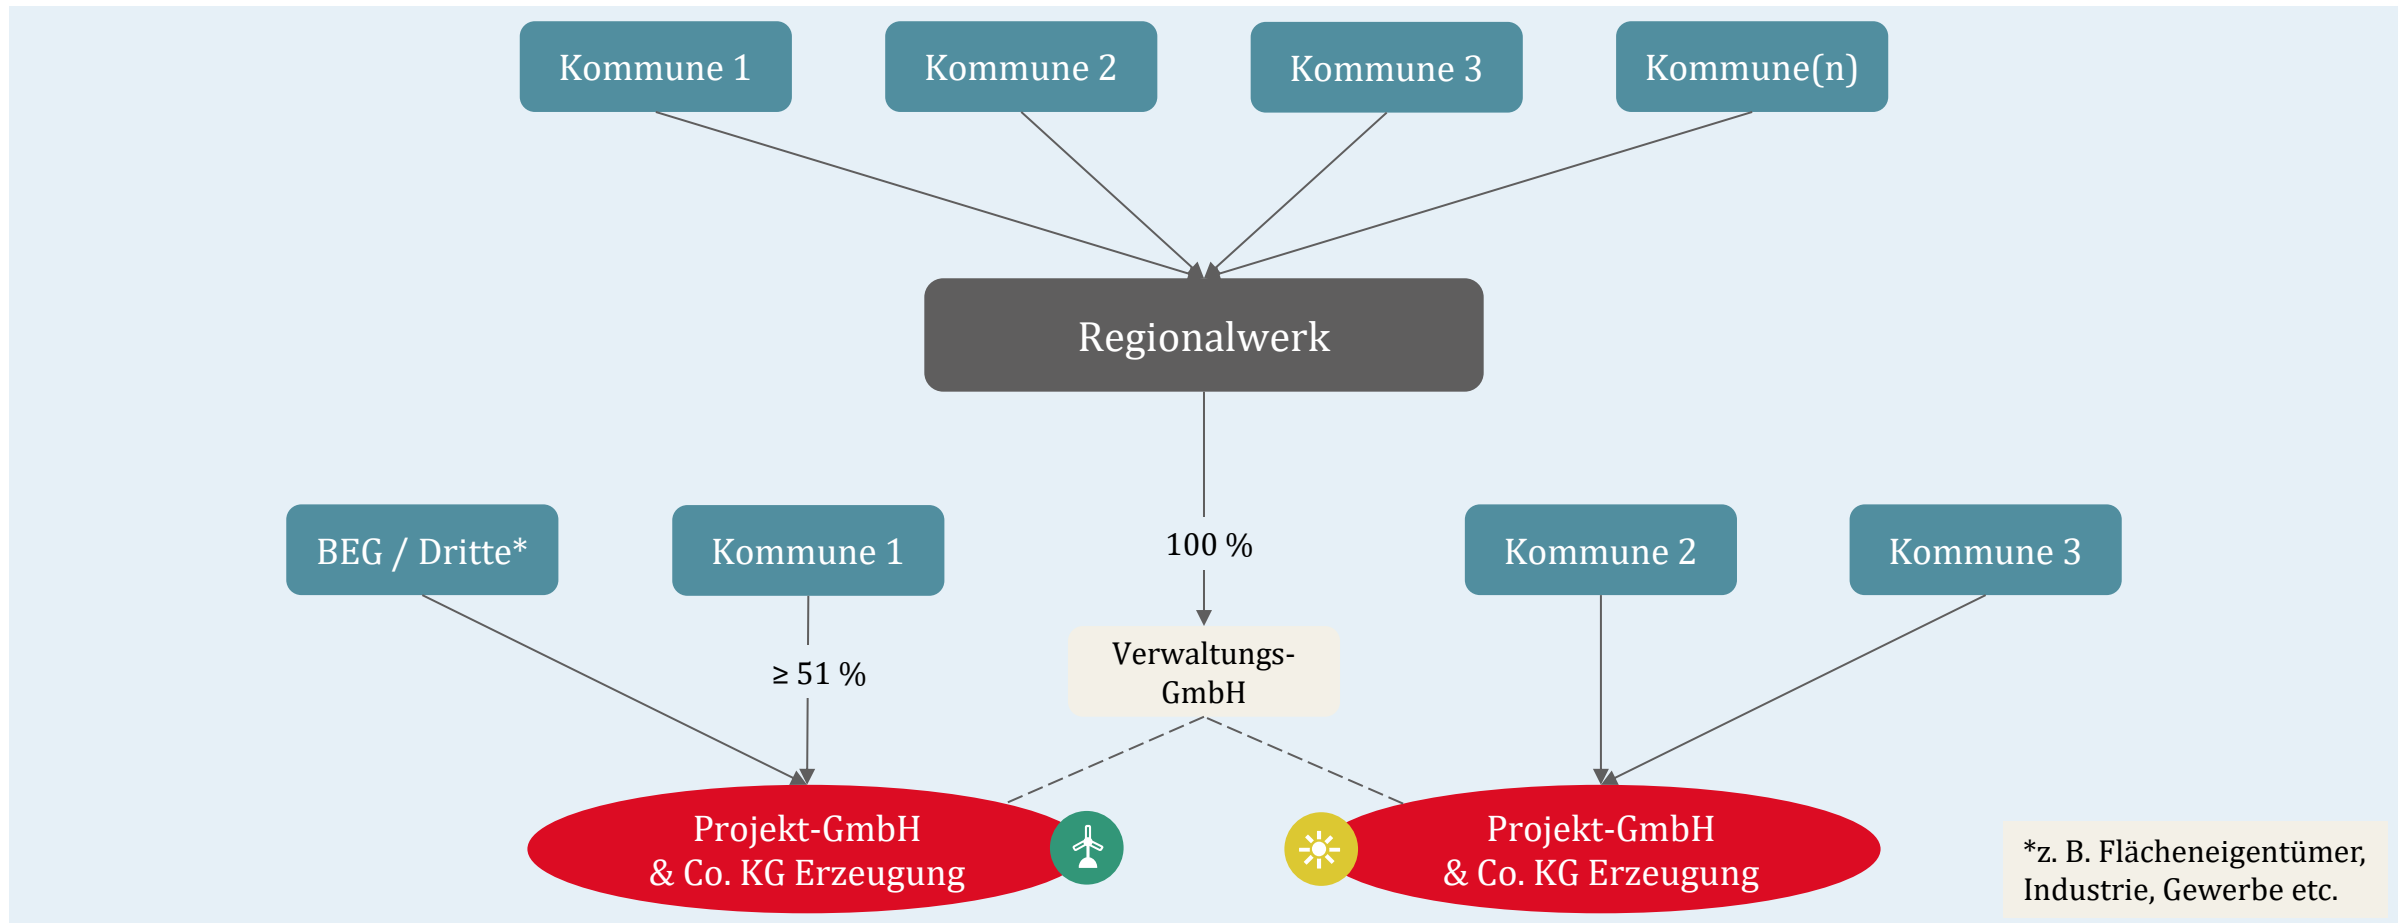 Kommune 1
Kommune 2
Kommune 3
Kommune(n)
Regionalwerk
BEG / Dritte*
Kommune 1
100 %
Kommune 2
Kommune 3
≥ 51 %
Verwaltungs-
GmbH
Projekt-GmbH
& Co. KG Erzeugung
Projekt-GmbH
& Co. KG Erzeugung
*z. B. Flächeneigentümer,
Industrie, Gewerbe etc.